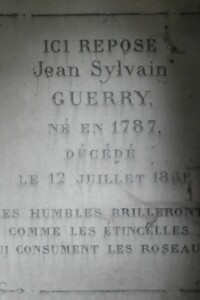 ICI REPOSE
Jean Sylvain
GUERRY,
NÉ EN 1787,
DÉCÉDÉ
LE 12 JUILLET
LES HUMBLES BRILLERONT
COMME LES ÉTINCELLES
QUI CONSUMENT LES ROSEAU